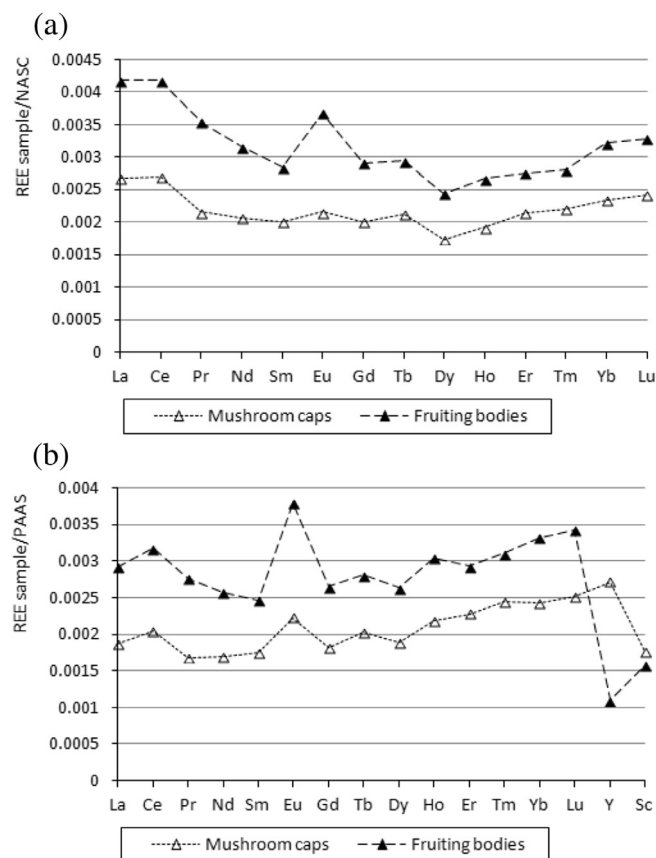 (a)
REE sample/NASC
0.0045
0.004
0.0035
0.003
0.0025
0.002
0.0015
0.001
0.0005
0
La Ce Pr Nd Sm Eu Gd Tb Dy Ho Er Tm Yb Lu
Mushroom caps Fruiting bodies
(b)
REE sample/PAAS
0.004
0.0035
0.003
0.0025
0.002
0.0015
0.001
0.0005
0
La Ce Pr Nd Sm Eu Gd Tb Dy Ho Er Tm Yb Lu Y Sc
Mushroom caps Fruiting bodies